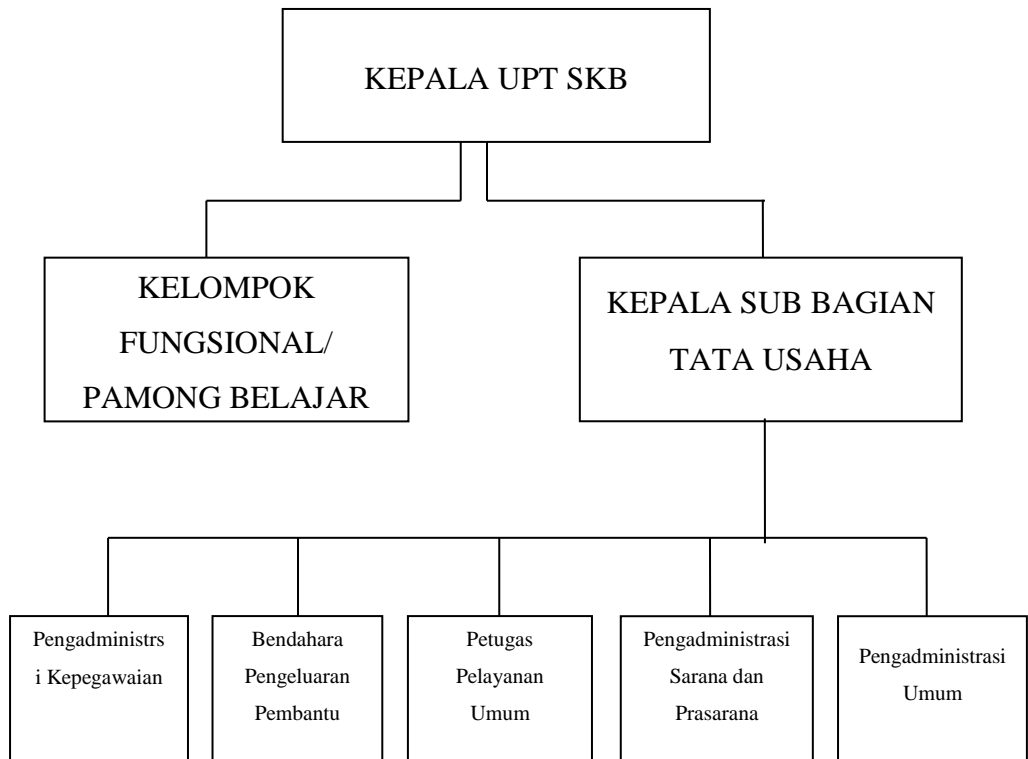 KEPALA UPT SKB
KELOMPOK
FUNGSIONAL/
PAMONG BELAJAR
KEPALA SUB BAGIAN
TATA USAHA
Pengadministrs
i Kepegawaian
Bendahara
Pengeluaran
Pembantu
Petugas
Pelayanan
Umum
Pengadministrasi
Sarana dan
Prasarana
Pengadministrasi
Umum